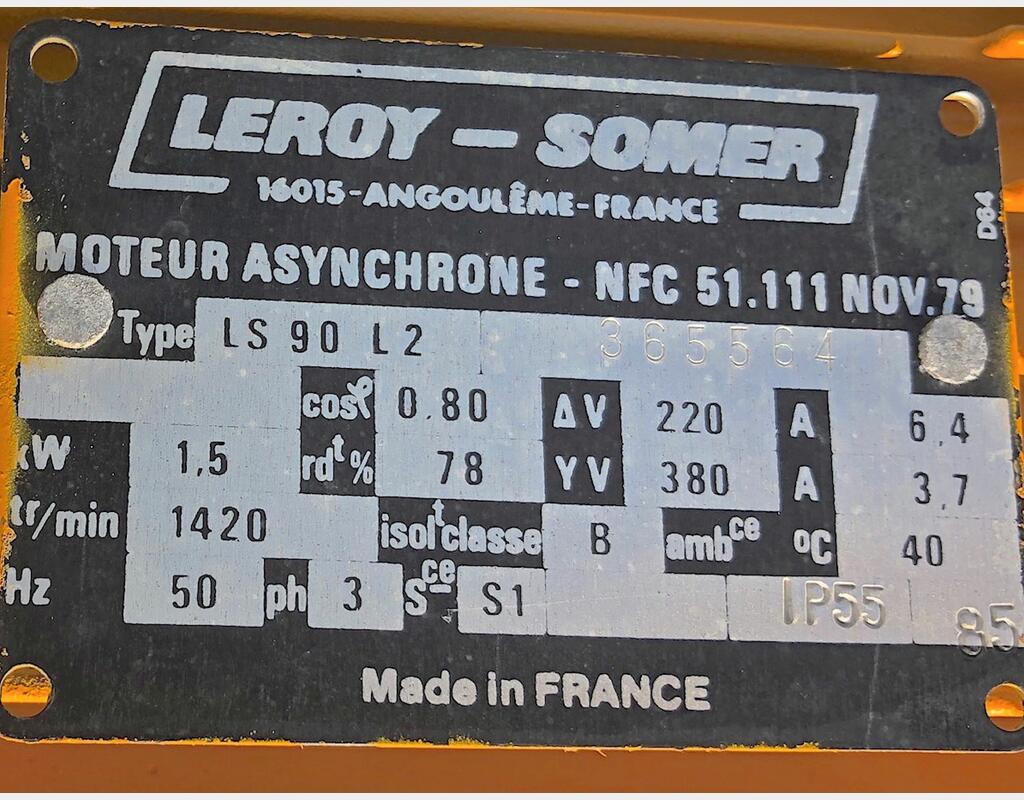 LEROY – SOMER
16015-ANGOULÊME-FRANCE
D64
MOTEUR ASYNCHRONE - NFC 51.111 NOV.79
Type LS 90 L2 365564
cosφ 0.80 ΔV 220 A 6,4
kW 1,5 rdt % 78 YV 380 A 3,7
tr/min 1420 isolt classe B ambce °C 40
Hz 50 ph 3 Sce S1 IP55 85
Made in FRANCE